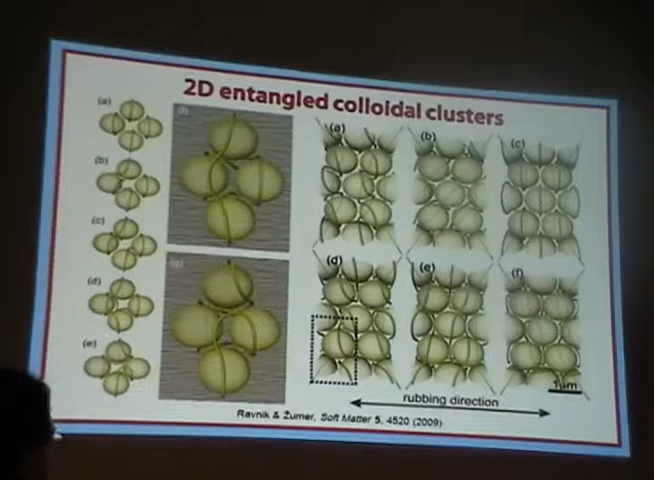 2D entangled colloidal clusters
(a)
(b)
(c)
(d)
(e)
(f)
(a)
(b)
(c)
(d)
(e)
(f)
1μm
rubbing direction
Ravnik & Žumer, Soft Matter 5, 4520 (2009)